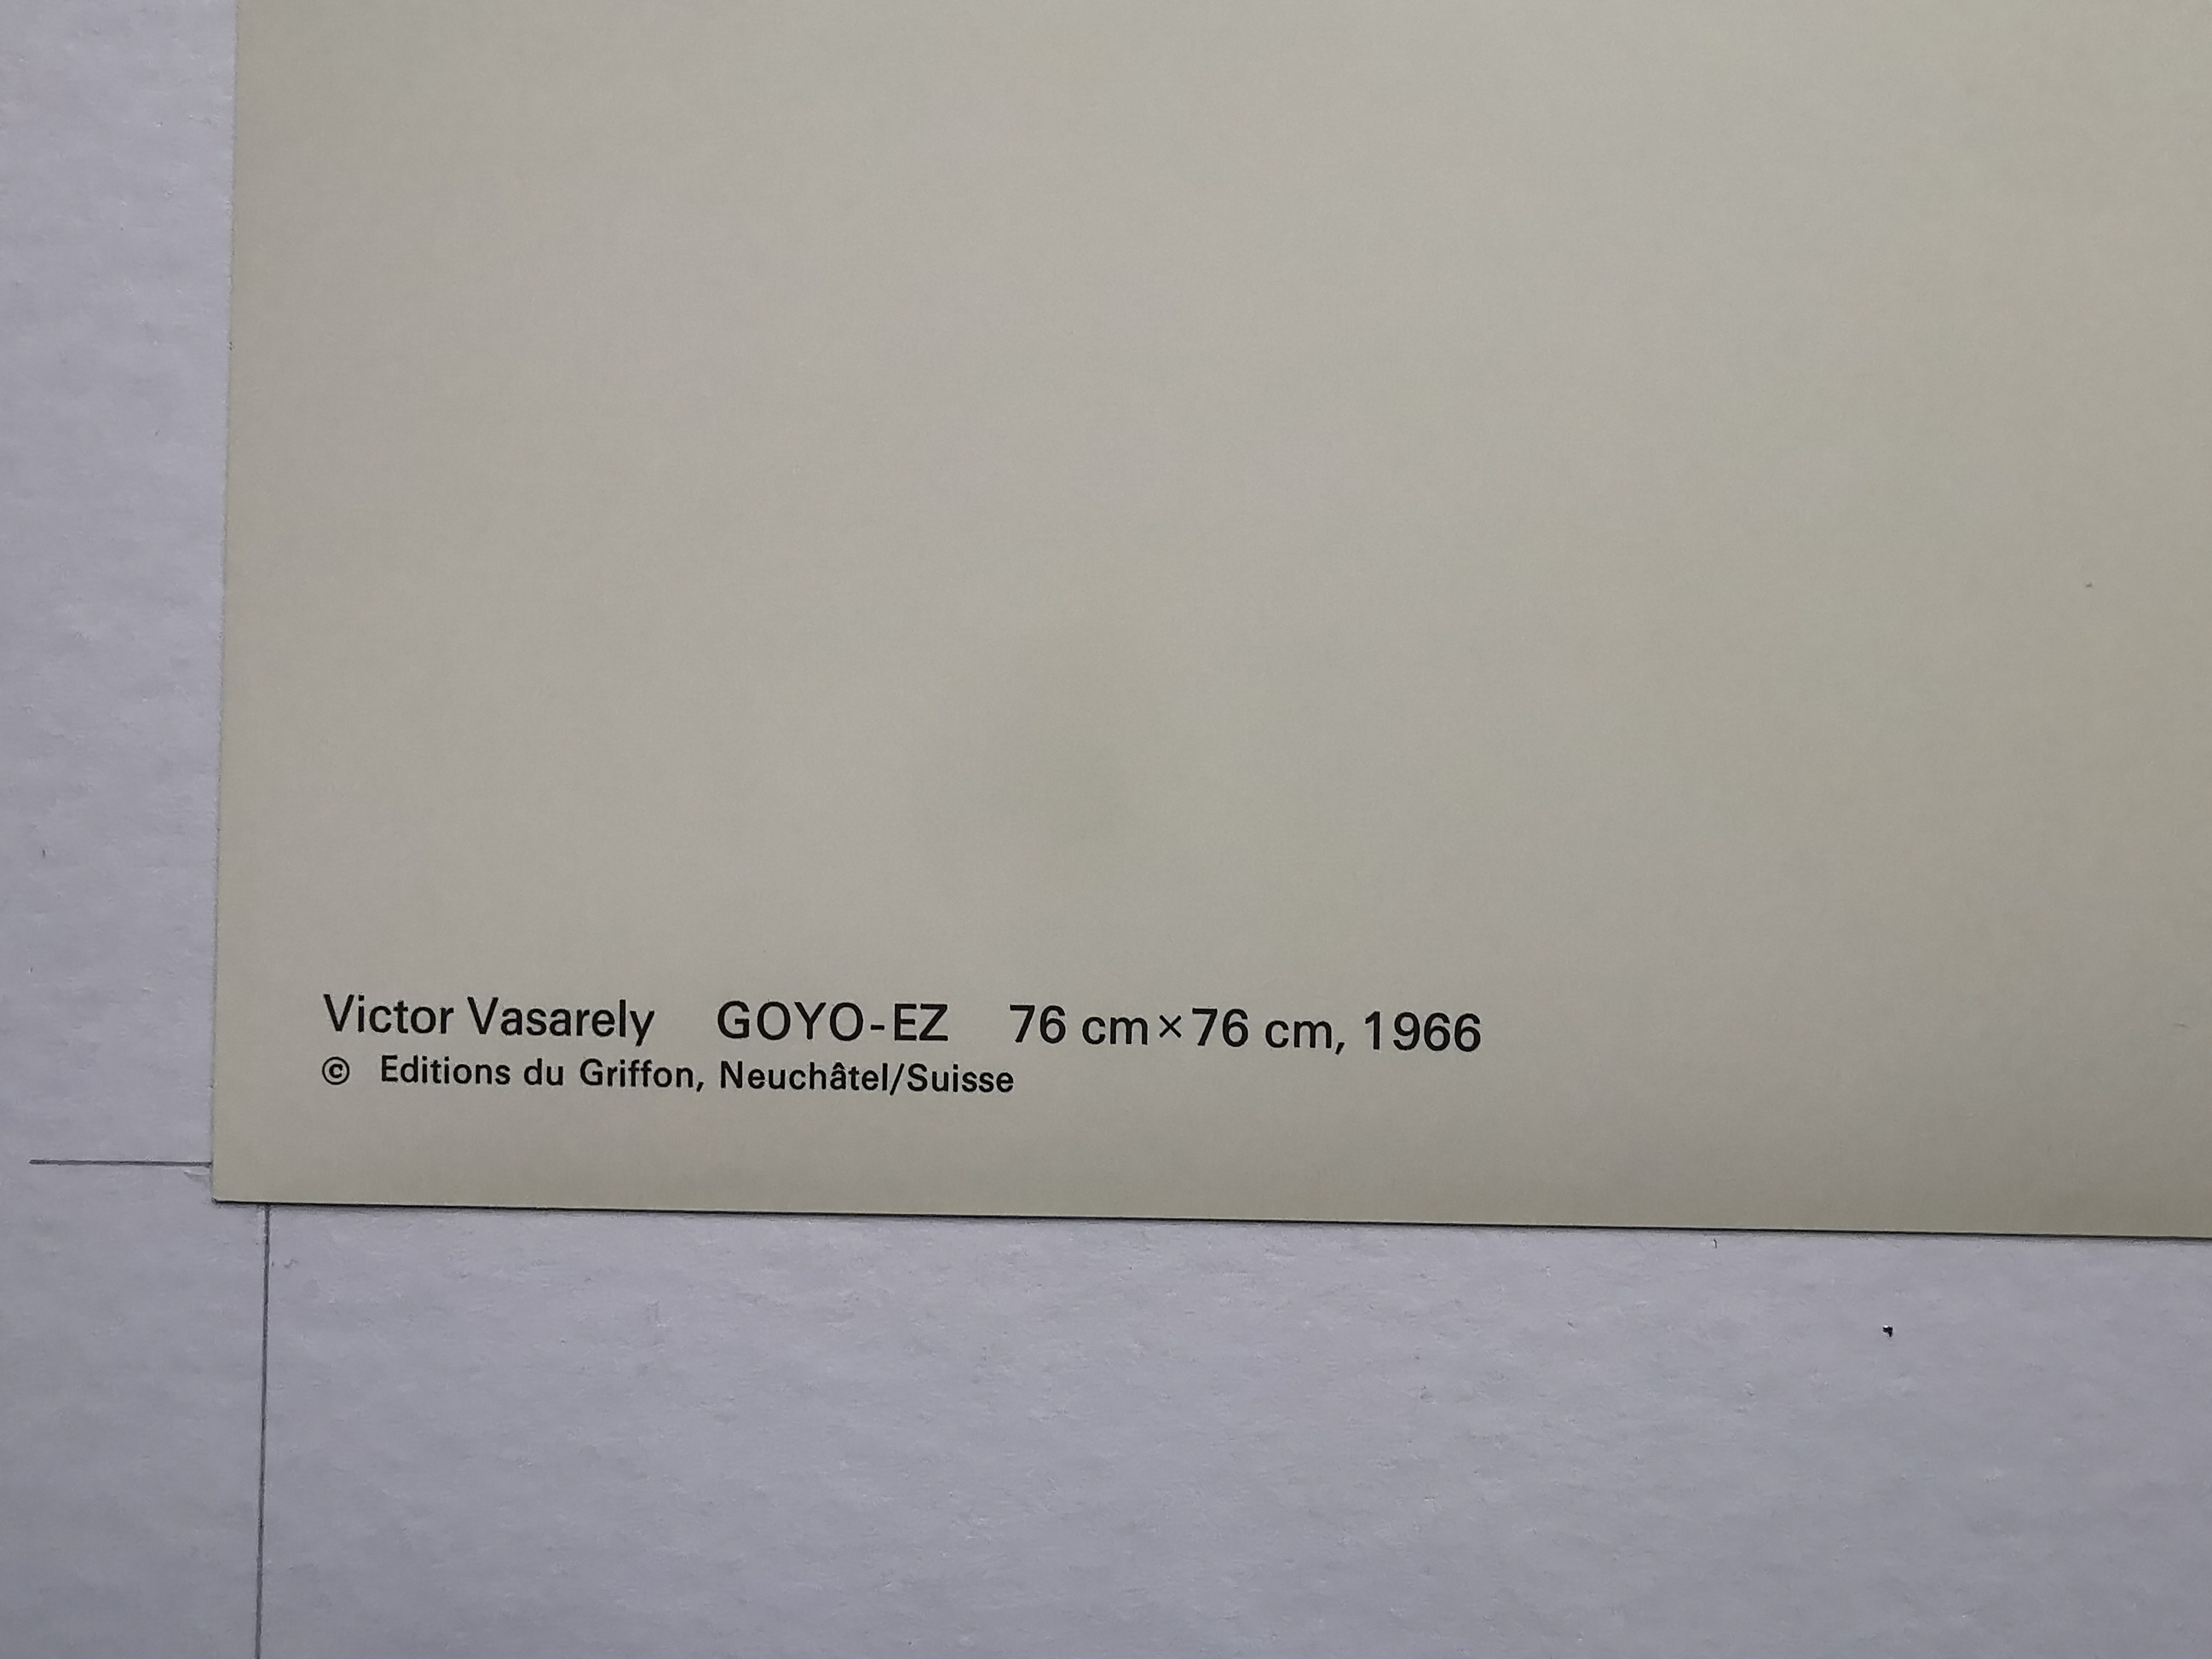 Victor Vasarely GOYO-EZ 76 cm×76 cm, 1966
© Editions du Griffon, Neuchâtel/Suisse